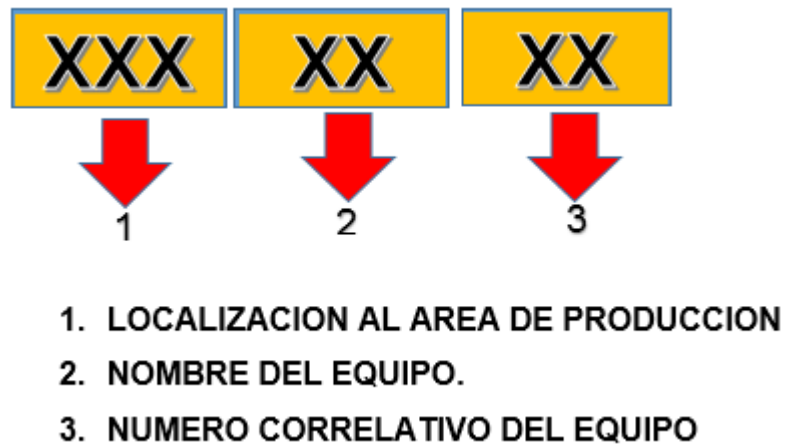 XXX XX XX
1 2 3
1. LOCALIZACION AL AREA DE PRODUCCION
2. NOMBRE DEL EQUIPO.
3. NUMERO CORRELATIVO DEL EQUIPO